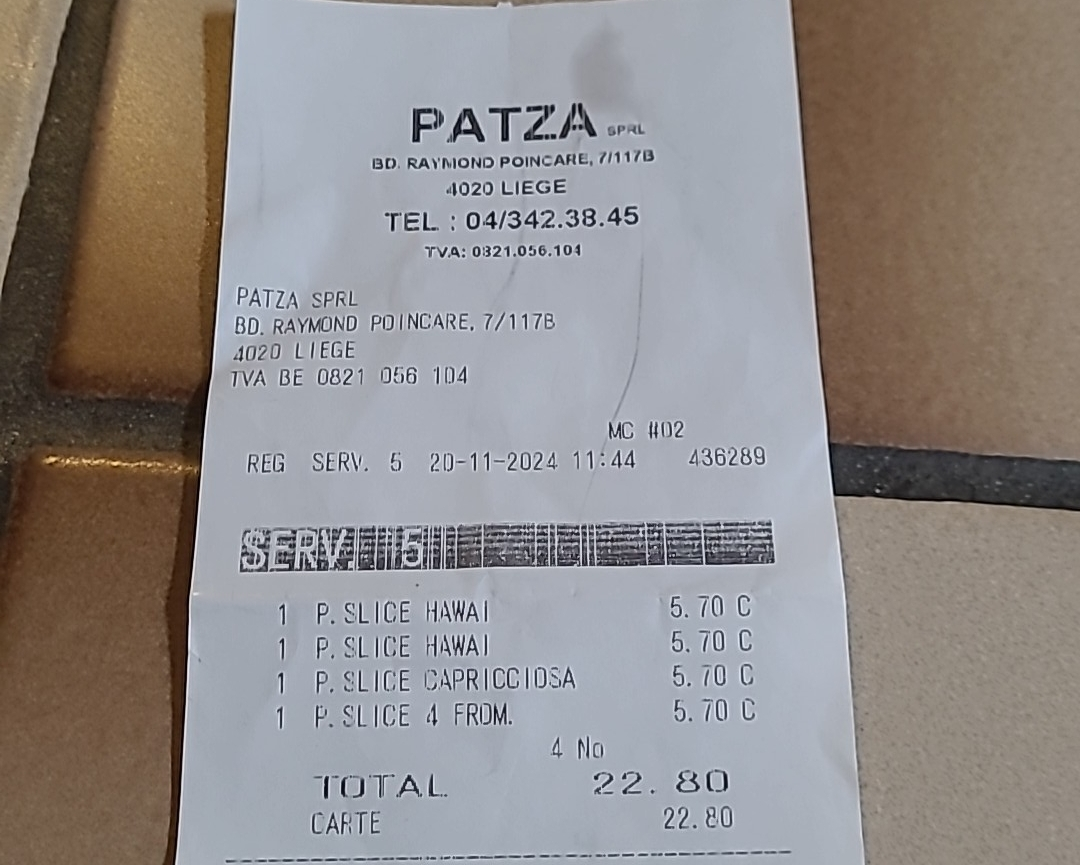 PATZA SPRL
BD. RAYMOND POINCARE, 7/117B
4020 LIEGE
TEL : 04/342.38.45
TVA: 0821.056.104
PATZA SPRL
BD. RAYMOND POINCARE, 7/117B
4020 LIEGE
TVA BE 0821 056 104
MC #02
REG SERV. 5 20-11-2024 11:44 436289
SERV. 5
1 P. SLICE HAWAI 5.70 C
1 P. SLICE HAWAI 5.70 C
1 P. SLICE CAPRICCIOSA 5.70 C
1 P. SLICE 4 FROM. 5.70 C
4 No
TOTAL 22.80
CARTE 22.80